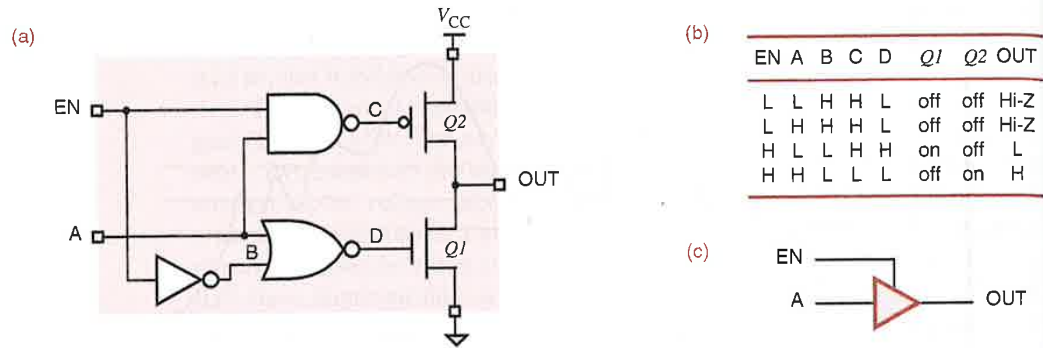 (a)
V_CC
EN
C
Q2
OUT
A
B
D
Q1
(b)
EN A B C D Q1 Q2 OUT
L L H H L off off Hi-Z
L H H H L off off Hi-Z
H L L H H on off L
H H L L L off on H
(c)
EN
A
OUT